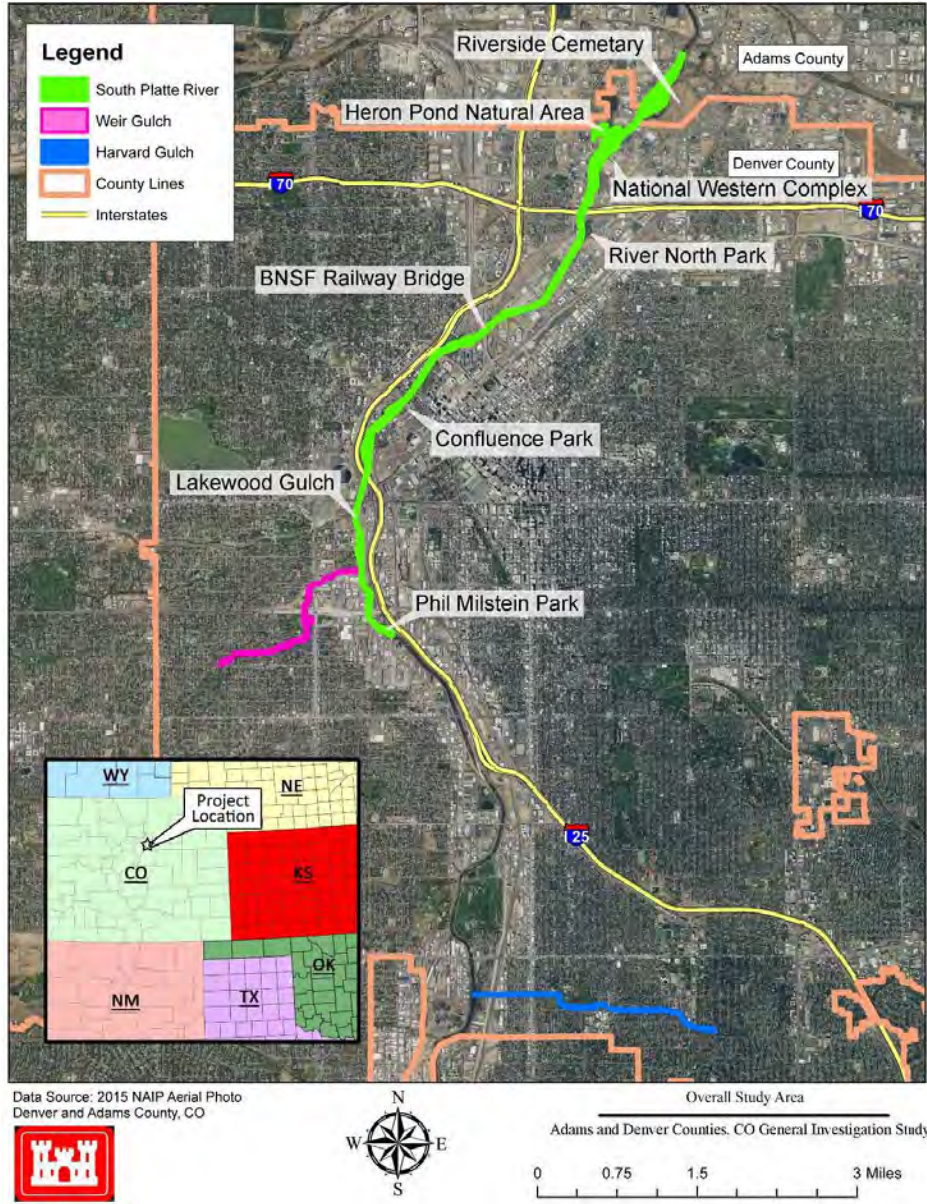 Legend
South Platte River
Weir Gulch
Harvard Gulch
County Lines
Interstates
Riverside Cemetary
Adams County
Heron Pond Natural Area
Denver County
70
National Western Complex
70
River North Park
BNSF Railway Bridge
Confluence Park
Lakewood Gulch
Phil Milstein Park
WY
NE
Project
Location
CO
KS
25
OK
NM
TX
Data Source: 2015 NAIP Aerial Photo
Denver and Adams County, CO
N
W
E
S
Overall Study Area
Adams and Denver Counties, CO General Investigation Study
0 0.75 1.5 3 Miles